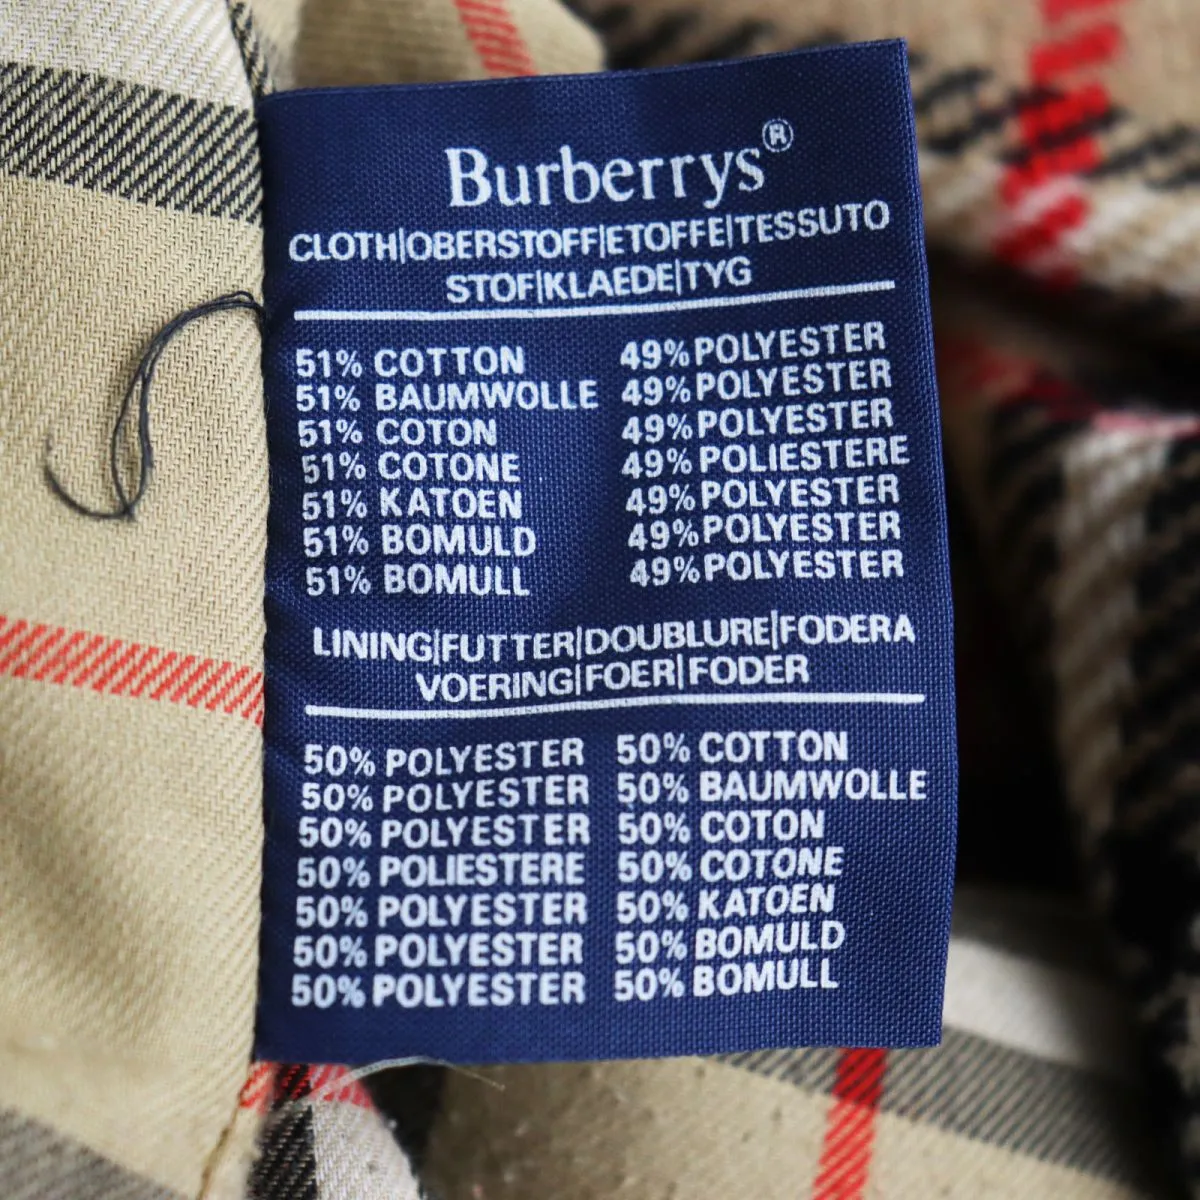 Burberrys®
CLOTH|OBERSTOFF|ETOFFE|TESSUTO
STOF|KLAEDE|TYG
51% COTTON 49% POLYESTER
51% BAUMWOLLE 49% POLYESTER
51% COTON 49% POLYESTER
51% COTONE 49% POLIESTERE
51% KATOEN 49% POLYESTER
51% BOMULD 49% POLYESTER
51% BOMULL 49% POLYESTER
LINING|FUTTER|DOUBLURE|FODERA
VOERING|FOER|FODER
50% POLYESTER 50% COTTON
50% POLYESTER 50% BAUMWOLLE
50% POLYESTER 50% COTON
50% POLIESTERE 50% COTONE
50% POLYESTER 50% KATOEN
50% POLYESTER 50% BOMULD
50% POLYESTER 50% BOMULL